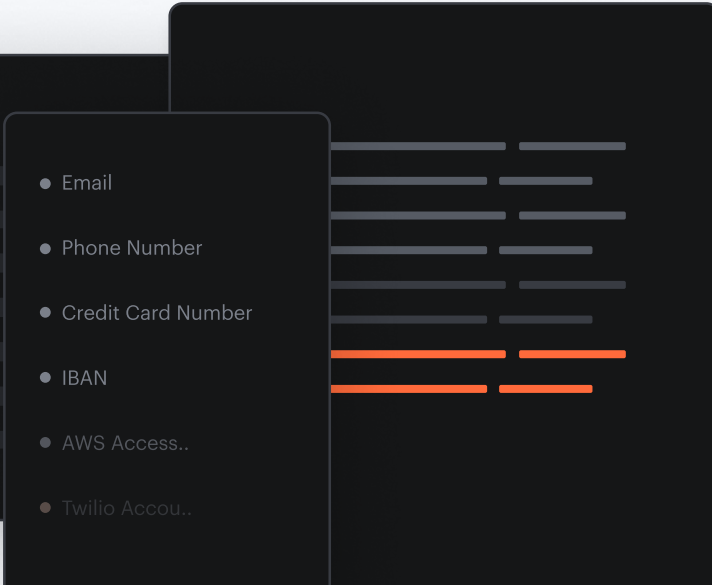 Email
Phone Number
Credit Card Number
IBAN
AWS Access..
Twilio Accou..